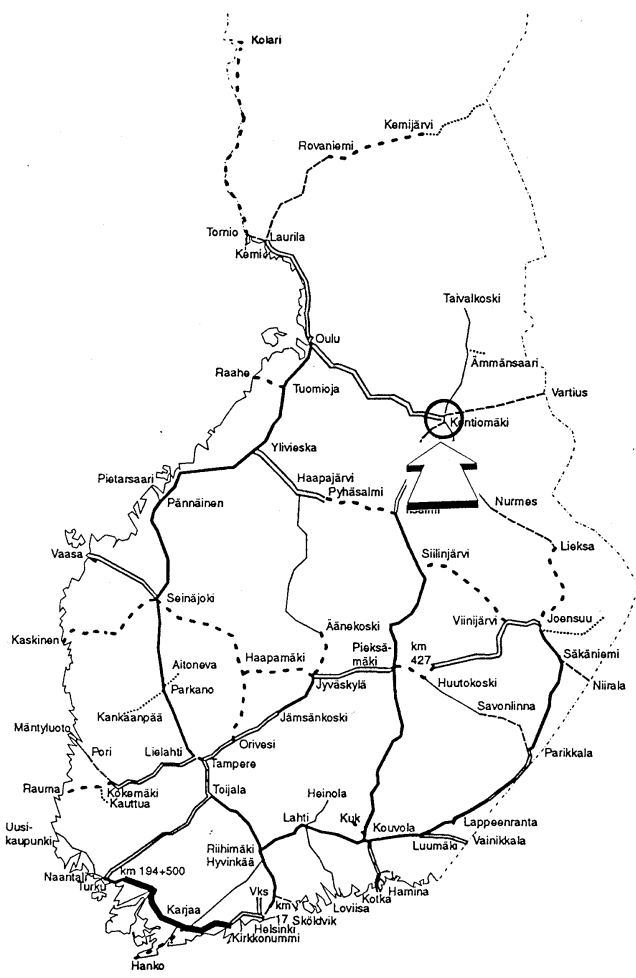 Kolari
Kemijärvi
Rovaniemi
Tornio
Laurila
Kemi
Taivalkoski
Oulu
Ämmänsaari
Raahe
Tuomioja
Vartius
Kontiomäki
Ylivieska
Haapajärvi
Pietarsaari
Pyhäsalmi
Pännäinen
Nurmes
Vaasa
Lieksa
Siilinjärvi
Seinäjoki
Viinijärvi
Joensuu
Kaskinen
Äänekoski
Aitoneva
Haapamäki
Pieksä-
mäki
km
427
Säkäniemi
Parkano
Jyväskylä
Huutokoski
Niirala
Kankaanpää
Savonlinna
Jämsänkoski
Mäntyluoto
Pori
Lielahti
Orivesi
Parikkala
Tampere
Rauma
Kokemäki
Kauttua
Toijala
Heinola
Lahti
Kuk
Kouvola
Lappeenranta
Uusi-
kaupunki
Riihimäki
Hyvinkää
Luumäki
Vainikkala
Naantali
Turku
km 194+500
Kotka
Hamina
Vks
km
17
Sköldvik
Loviisa
Karjaa
Helsinki
Kirkkonummi
Hanko